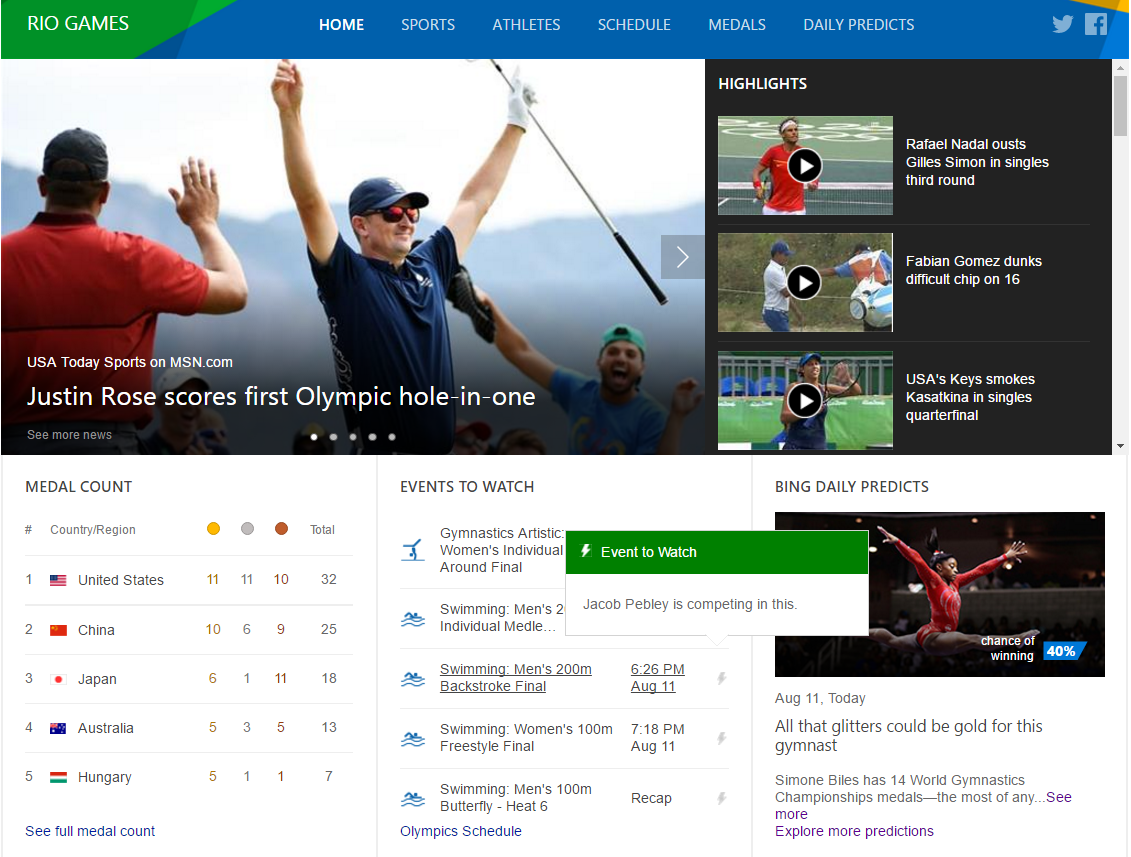 RIO GAMES
HOME SPORTS ATHLETES SCHEDULE MEDALS DAILY PREDICTS
USA Today Sports on MSN.com
Justin Rose scores first Olympic hole-in-one
See more news
HIGHLIGHTS
Rafael Nadal ousts
Gilles Simon in singles
third round
Fabian Gomez dunks
difficult chip on 16
USA's Keys smokes
Kasatkina in singles
quarterfinal
MEDAL COUNT
# Country/Region Total
1 United States 11 11 10 32
2 China 10 6 9 25
3 Japan 6 1 11 18
4 Australia 5 3 5 13
5 Hungary 5 1 1 7
See full medal count
EVENTS TO WATCH
Gymnastics Artistic:
Women's Individual
Around Final
Event to Watch
Jacob Pebley is competing in this.
Swimming: Men's 20
Individual Medle...
Swimming: Men's 200m 6:26 PM
Backstroke Final Aug 11
Swimming: Women's 100m 7:18 PM
Freestyle Final Aug 11
Swimming: Men's 100m
Butterfly - Heat 6 Recap
Olympics Schedule
BING DAILY PREDICTS
chance of
winning 40%
Aug 11, Today
All that glitters could be gold for this
gymnast
Simone Biles has 14 World Gymnastics
Championships medals—the most of any...See
more
Explore more predictions